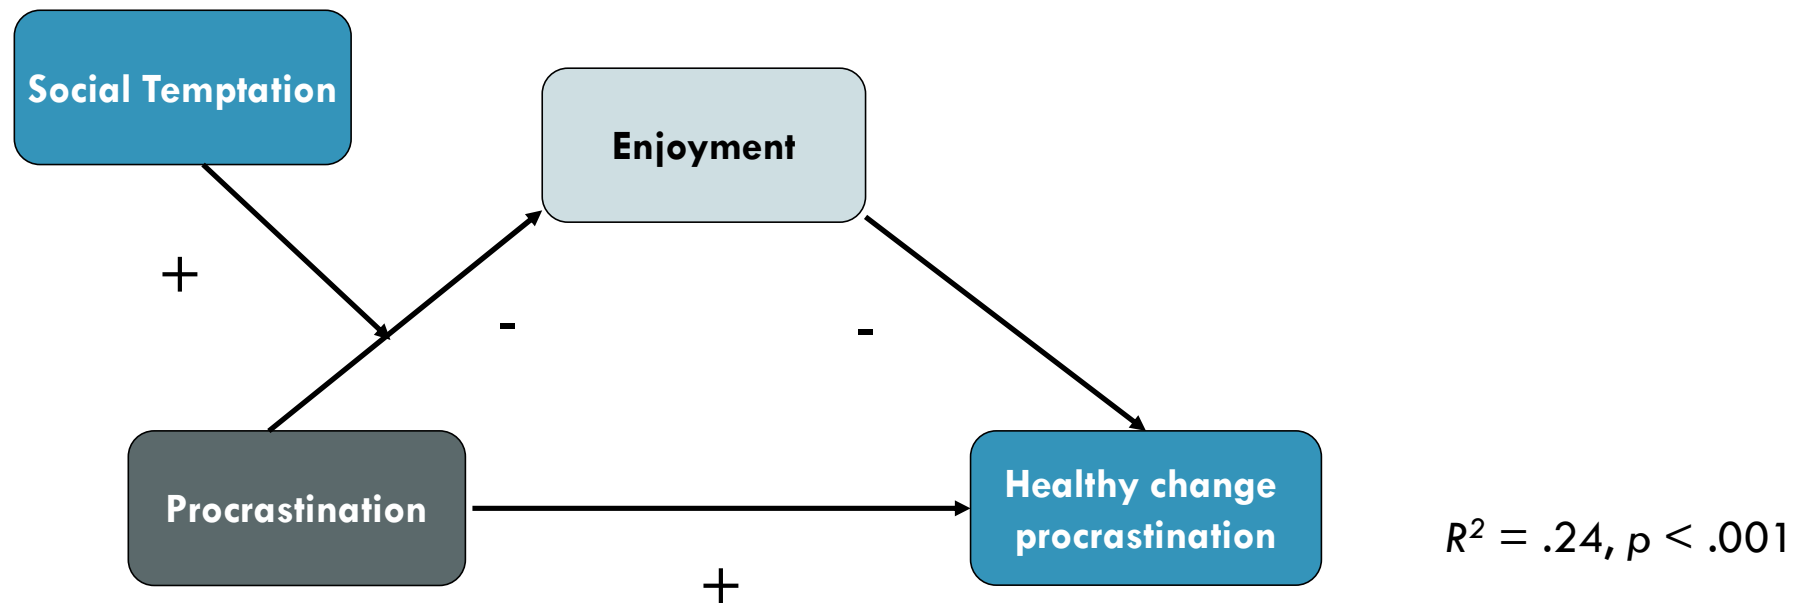 Social Temptation
Enjoyment
+
-
-
Procrastination
Healthy change
procrastination
+
R² = .24, p < .001